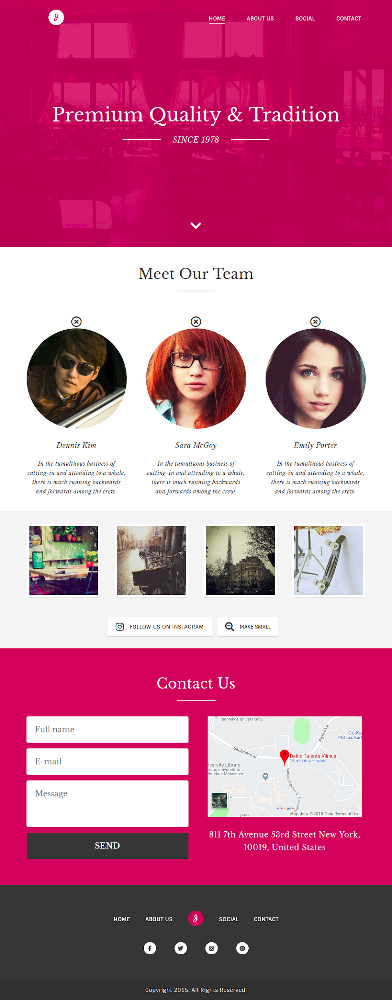 HOME ABOUT US SOCIAL CONTACT
Premium Quality & Tradition
SINCE 1978
Meet Our Team
Dennis Kim
In the tumultuous business of
cutting-in and attending to a whale,
there is much running backwards
and forwards among the crew.
Sara McGoy
In the tumultuous business of
cutting-in and attending to a whale,
there is much running backwards
and forwards among the crew.
Emily Porter
In the tumultuous business of
cutting-in and attending to a whale,
there is much running backwards
and forwards among the crew.
FOLLOW US ON INSTAGRAM
MAKE SMALL
Contact Us
Full name
E-mail
Message
SEND
technikos universiteto...
Plytinės g.
Go-Ka
Plytinės Kart
Saulėtekio al.
Baltic Talents Vilnius
18 min drive - work
iversity Library
niaus universiteto
liotekos Mokslinės...
Šatrijos Raganos g.
al.
Google
Map data ©2018 Goog Terms of Use
811 7th Avenue 53rd Street New York,
10019, United States
HOME ABOUT US SOCIAL CONTACT
Copyright 2015, All Rights Reserved.